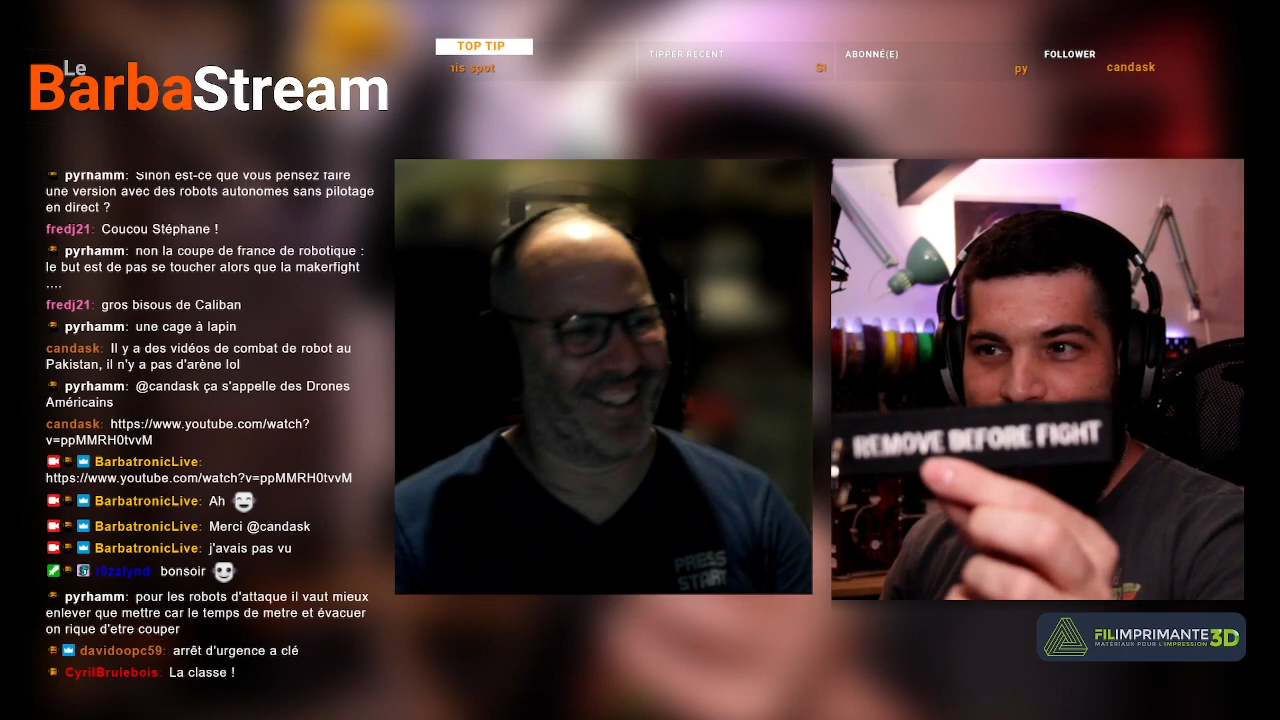 TOP TIP
TIPPER RECENT
ABONNÉ(E)
FOLLOWER
Le
his spot
py
candask
BarbaStream
pyrhamm: Sinon est-ce que vous pensez faire
une version avec des robots autonomes sans pilotage
en direct ?
fredj21: Coucou Stéphane !
pyrhamm: non la coupe de france de robotique :
le but est de pas se toucher alors que la makerfight
....
fredj21: gros bisous de Caliban
pyrhamm: une cage à lapin
candask: Il y a des vidéos de combat de robot au
Pakistan, il n'y a pas d'arène lol
pyrhamm: @candask ça s'appelle des Drones
Américains
candask: https://www.youtube.com/watch?
v=ppMMRH0tvvM
BarbatronicLive:
https://www.youtube.com/watch?v=ppMMRH0tvvM
BarbatronicLive: Ah
BarbatronicLive: Merci @candask
BarbatronicLive: j'avais pas vu
r0zalynd: bonsoir
pyrhamm: pour les robots d'attaque il vaut mieux
enlever que mettre car le temps de metre et évacuer
on rique d'etre couper
davidoopc59: arrêt d'urgence a clé
CyrilBrulebois: La classe !
PRESS
START
REMOVE BEFORE FIGHT
FILIMPRIMANTE3D
MATÉRIAUX POUR L'IMPRESSION